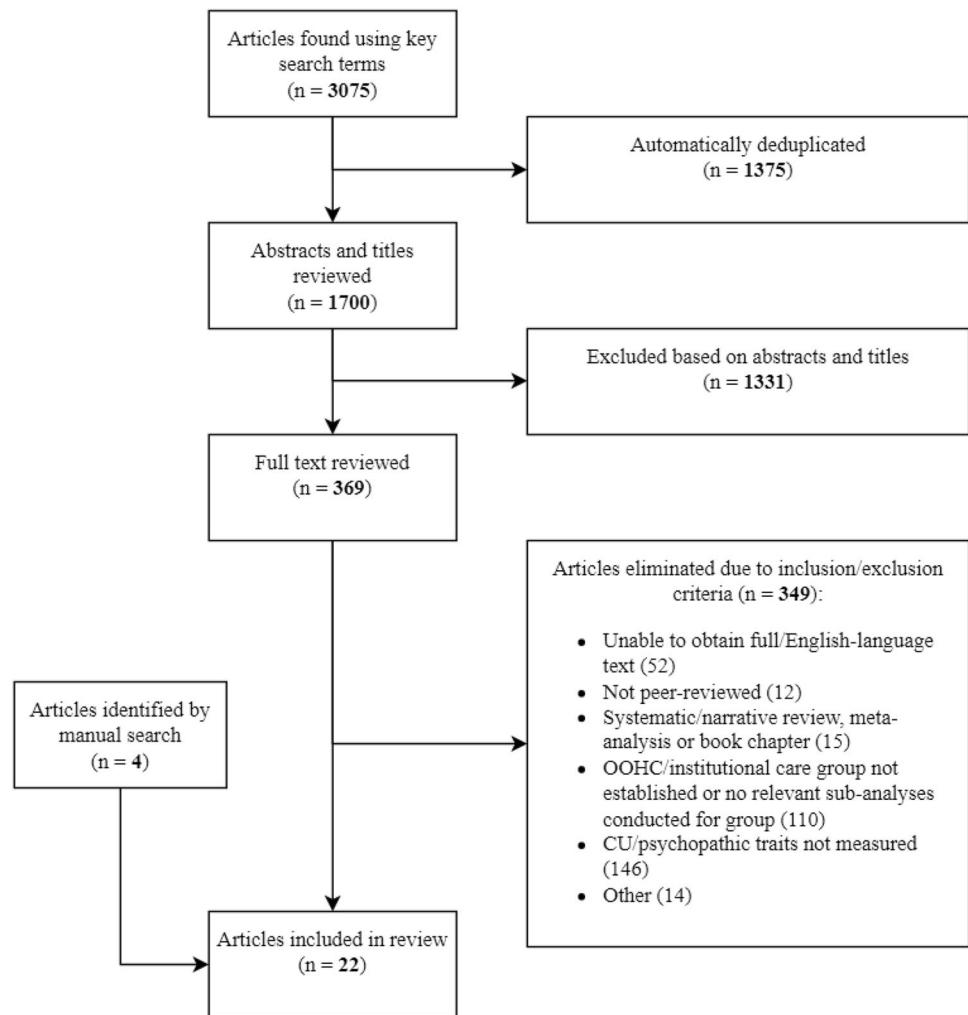 Articles found using key
search terms
(n = 3075)
Automatically deduplicated
(n = 1375)
Abstracts and titles
reviewed
(n = 1700)
Excluded based on abstracts and titles
(n = 1331)
Full text reviewed
(n = 369)
Articles eliminated due to inclusion/exclusion
criteria (n = 349):
• Unable to obtain full/English-language
text (52)
• Not peer-reviewed (12)
• Systematic/narrative review, meta-
analysis or book chapter (15)
• OOHC/institutional care group not
established or no relevant sub-analyses
conducted for group (110)
• CU/psychopathic traits not measured
(146)
• Other (14)
Articles identified by
manual search
(n = 4)
Articles included in review
(n = 22)